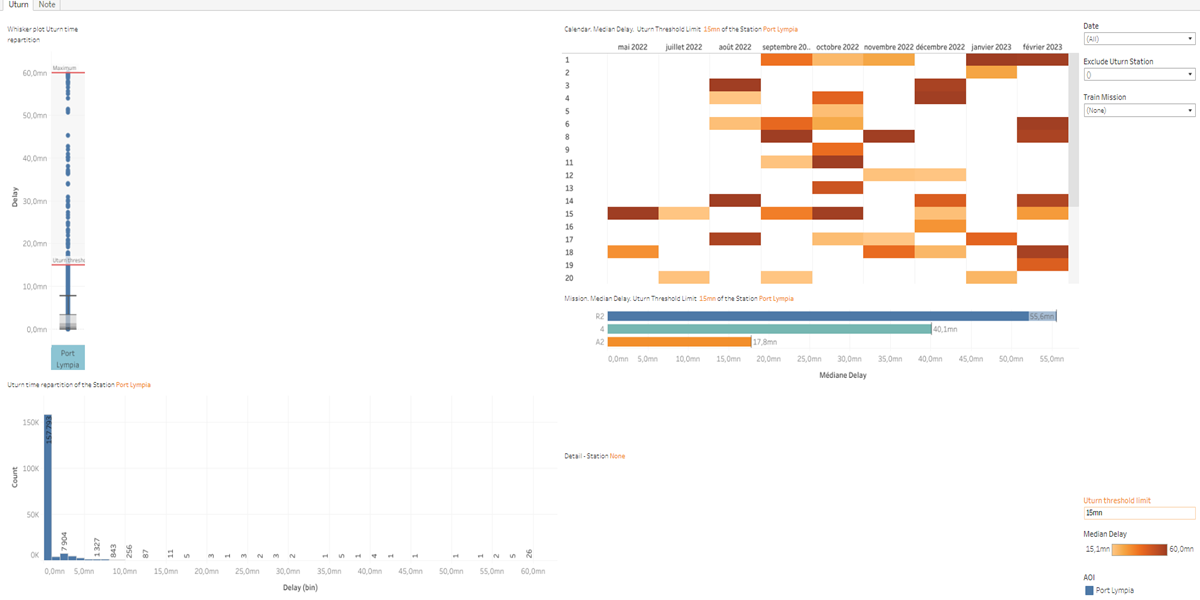 Uturn Note
Whisker plot Uturn time
repartition
Maximum
60,0mn
50,0mn
40,0mn
30,0mn
20,0mn
Uturn thresh
10,0mn
0,0mn
Delay
Port
Lympia
Uturn time repartition of the Station Port Lympia
150K
100K
50K
0K
Count
157 793
7 904
1 327
843
256
87
11
5
3
1
3
2
3
2
1
5
1
4
1
1
1
1
2
5
26
0,0mn 5,0mn 10,0mn 15,0mn 20,0mn 25,0mn 30,0mn 35,0mn 40,0mn 45,0mn 50,0mn 55,0mn 60,0mn
Delay (bin)
Calendar, Median Delay, Uturn Threshold Limit 15mn of the Station Port Lympia
mai 2022 juillet 2022 août 2022 septembre 20.. octobre 2022 novembre 2022 décembre 2022 janvier 2023 février 2023
1
2
3
4
5
6
8
9
11
12
13
14
15
16
17
18
19
20
Mission, Median Delay, Uturn Threshold Limit 15mn of the Station Port Lympia
R2 55,6mn
4 40,1mn
A2 17,8mn
0,0mn 5,0mn 10,0mn 15,0mn 20,0mn 25,0mn 30,0mn 35,0mn 40,0mn 45,0mn 50,0mn 55,0mn
Médiane Delay
Detail - Station None
Date
(All)
Exclude Uturn Station
()
Train Mission
(None)
Uturn threshold limit
15mn
Median Delay
15,1mn 60,0mn
AOI
Port Lympia